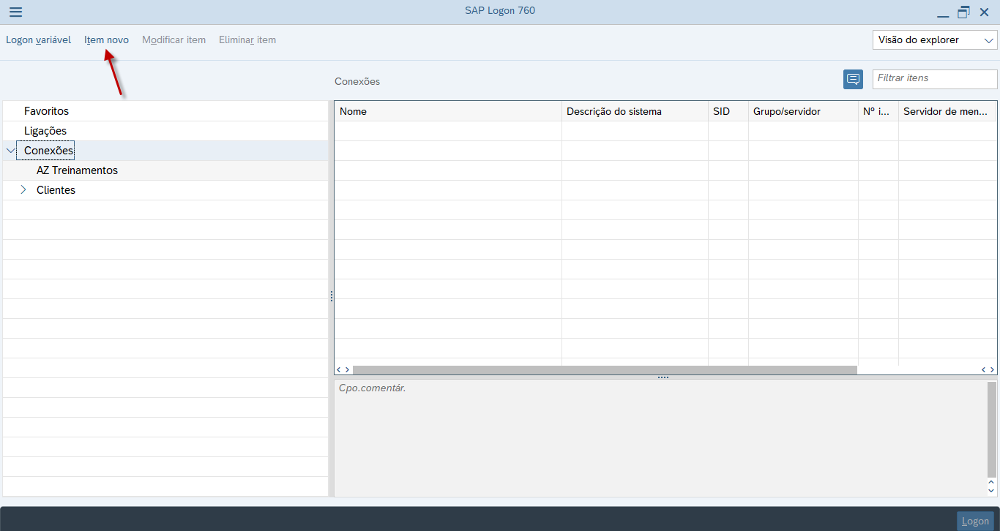 SAP Logon 760
Logon variável Item novo Modificar item Eliminar item Visão do explorer
Conexões Filtrar itens
Favoritos
Ligações
Conexões
AZ Treinamentos
Clientes
Nome Descrição do sistema SID Grupo/servidor Nº i... Servidor de men...
Cpo.comentár.
Logon